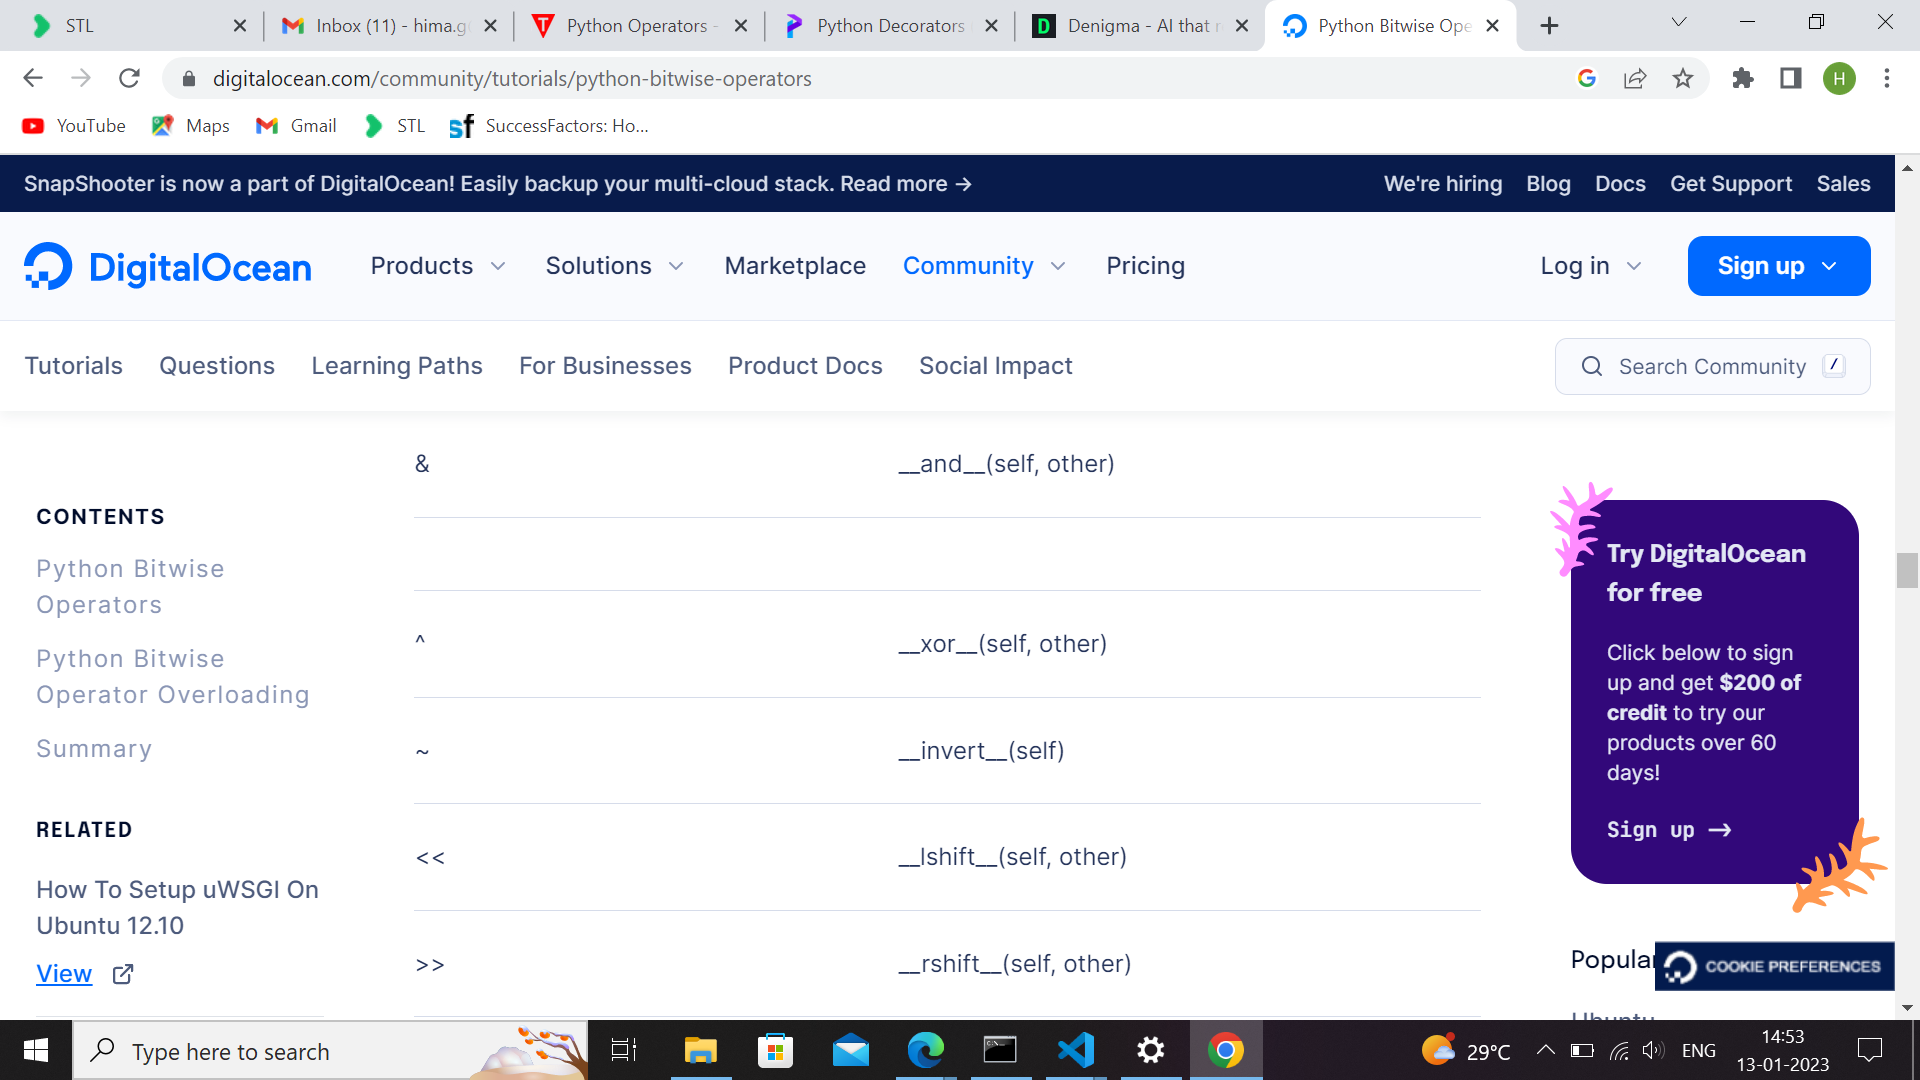 STL
Inbox (11) - hima.g
Python Operators -
Python Decorators
Denigma - AI that r
Python Bitwise Ope
digitalocean.com/community/tutorials/python-bitwise-operators
H
YouTube
Maps
Gmail
STL
sf SuccessFactors: Ho...
SnapShooter is now a part of DigitalOcean! Easily backup your multi-cloud stack. Read more →
We're hiring Blog Docs Get Support Sales
DigitalOcean
Products Solutions Marketplace Community Pricing
Log in
Sign up
Tutorials Questions Learning Paths For Businesses Product Docs Social Impact
Search Community /
CONTENTS
Python Bitwise
Operators
Python Bitwise
Operator Overloading
Summary
RELATED
How To Setup uWSGI On
Ubuntu 12.10
View
& __and__(self, other)
^ __xor__(self, other)
~ __invert__(self)
<< __lshift__(self, other)
>> __rshift__(self, other)
Try DigitalOcean
for free
Click below to sign
up and get $200 of
credit to try our
products over 60
days!
Sign up →
Popular
COOKIE PREFERENCES
Ubuntu
Type here to search
29°C
ENG
14:53
13-01-2023